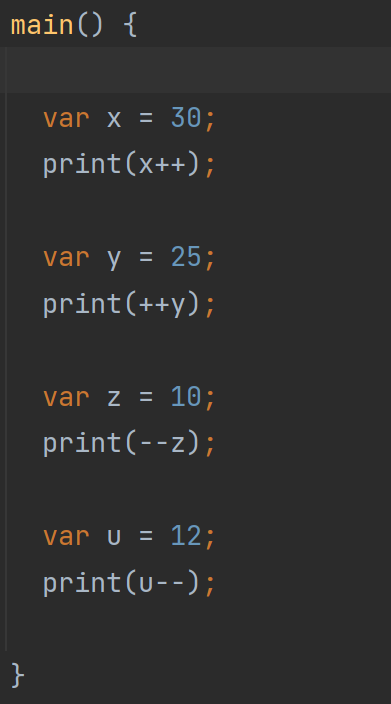 main() {
var x = 30;
print(x++);
var y = 25;
print(++y);
var z = 10;
print(--z);
var u = 12;
print(u--);
}